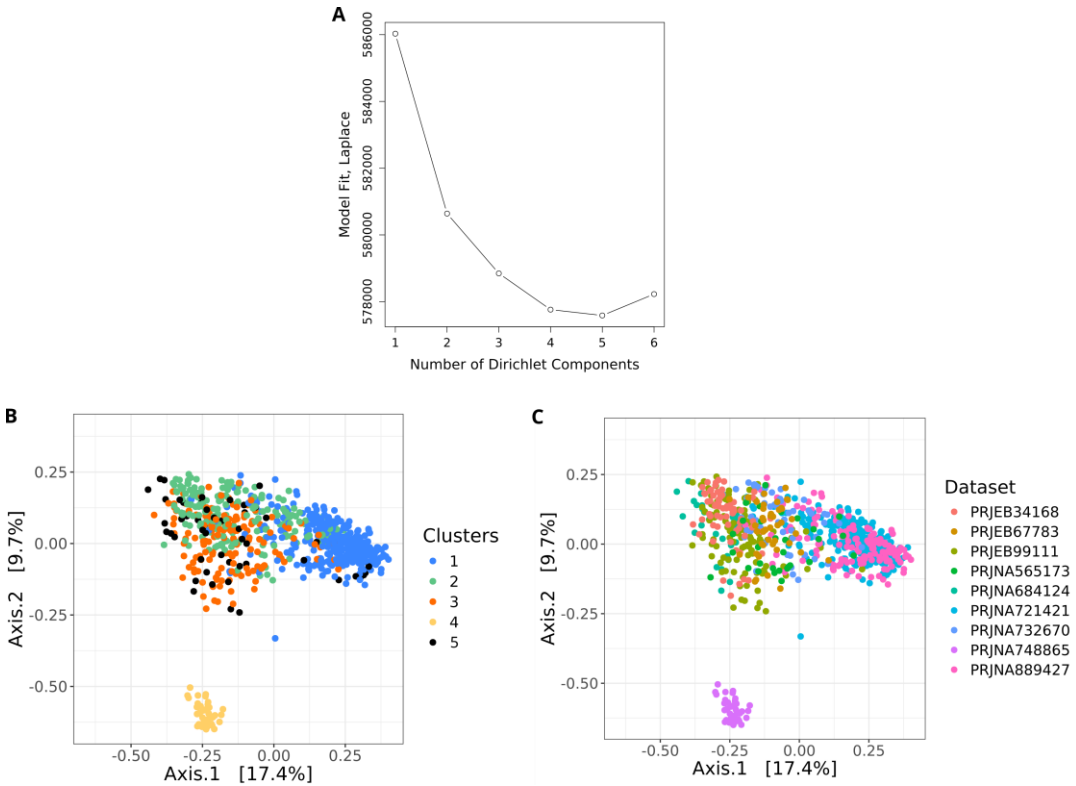 A
Model Fit, Laplace
586000
584000
582000
580000
578000
1 2 3 4 5 6
Number of Dirichlet Components
B
Axis.2 [9.7%]
0.25
0.00
-0.25
-0.50
-0.50 -0.25 0.00 0.25
Axis.1 [17.4%]
Clusters
1
2
3
4
5
C
Axis.2 [9.7%]
0.25
0.00
-0.25
-0.50
-0.50 -0.25 0.00 0.25
Axis.1 [17.4%]
Dataset
PRJEB34168
PRJEB67783
PRJEB99111
PRJNA565173
PRJNA684124
PRJNA721421
PRJNA732670
PRJNA748865
PRJNA889427